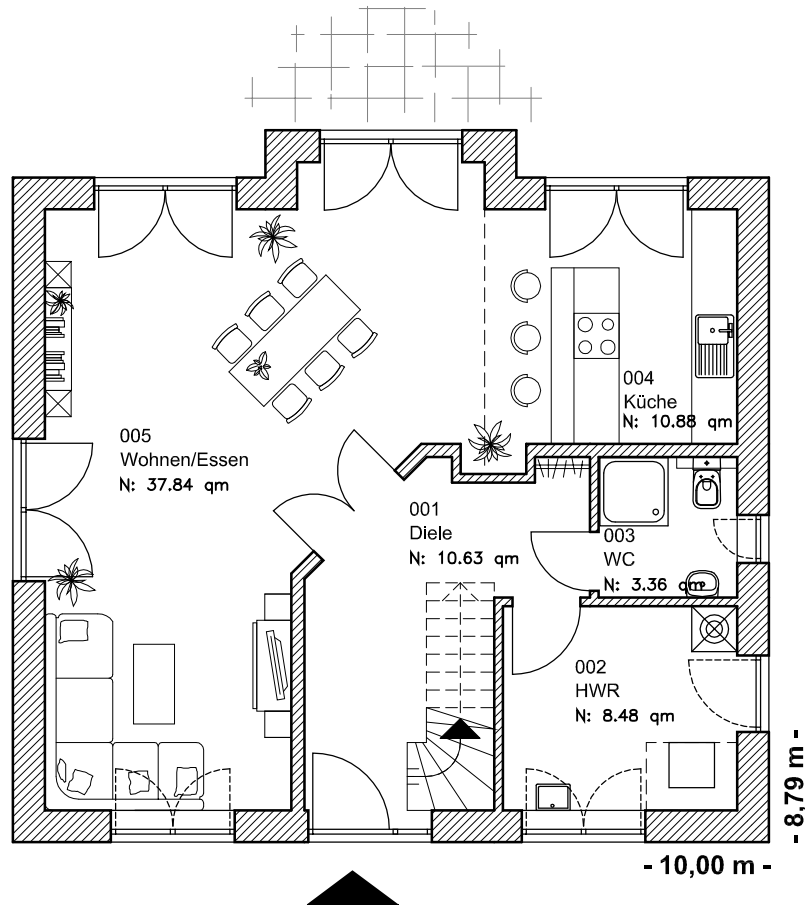 004
Küche
N: 10.88 qm
005
Wohnen/Essen
N: 37.84 qm
001
Diele
N: 10.63 qm
003
WC
N: 3.36 qm
002
HWR
N: 8.48 qm
- 8,79 m -
- 10,00 m -